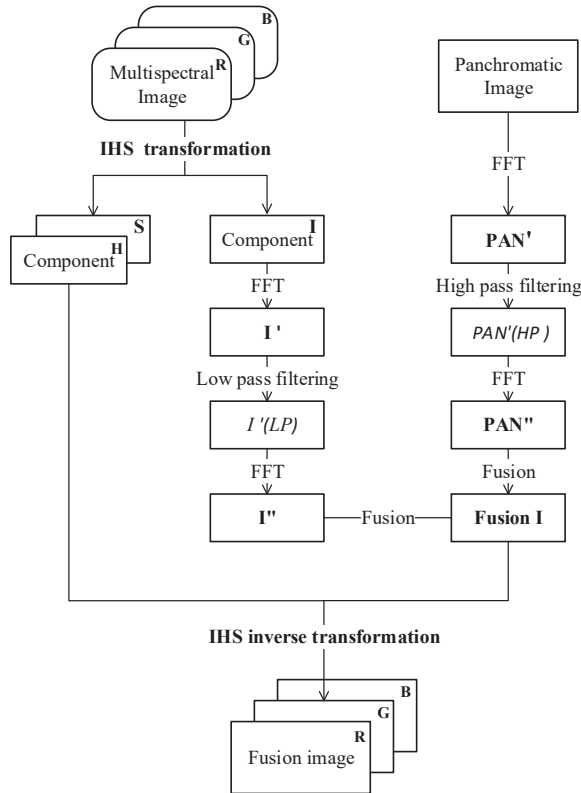 B
G
R
Multispectral
Image
Panchromatic
Image
IHS transformation
FFT
S
H
Component
I
Component
PAN'
FFT
High pass filtering
I '
PAN'(HP )
Low pass filtering
FFT
I '(LP)
PAN"
FFT
Fusion
I"
Fusion
Fusion I
IHS inverse transformation
B
G
R
Fusion image